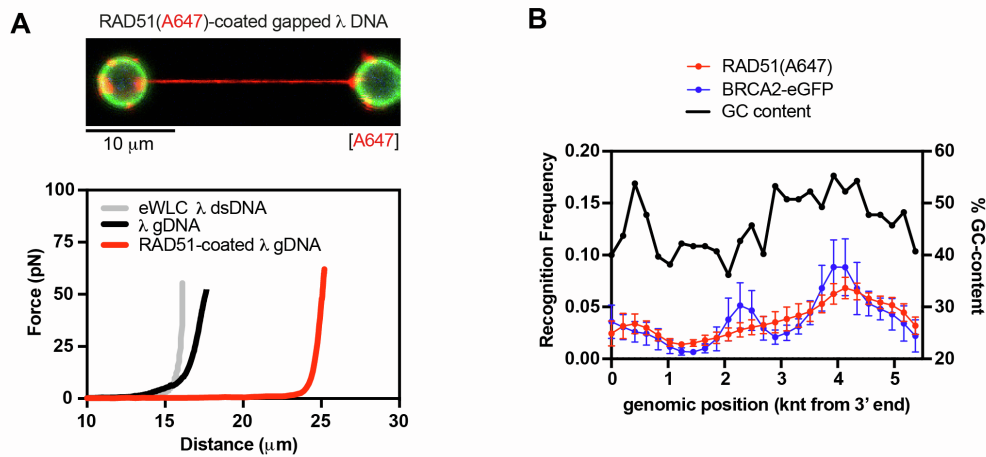 A
RAD51(A647)-coated gapped λ DNA
10 μm
[A647]
100
75
50
25
0
Force (pN)
eWLC λ dsDNA
λ gDNA
RAD51-coated λ gDNA
10
15
20
25
30
Distance (μm)
B
RAD51(A647)
BRCA2-eGFP
GC content
0.20
0.15
0.10
0.05
0.00
Recognition Frequency
60
50
40
30
20
% GC-content
0
1
2
3
4
5
genomic position (knt from 3’ end)